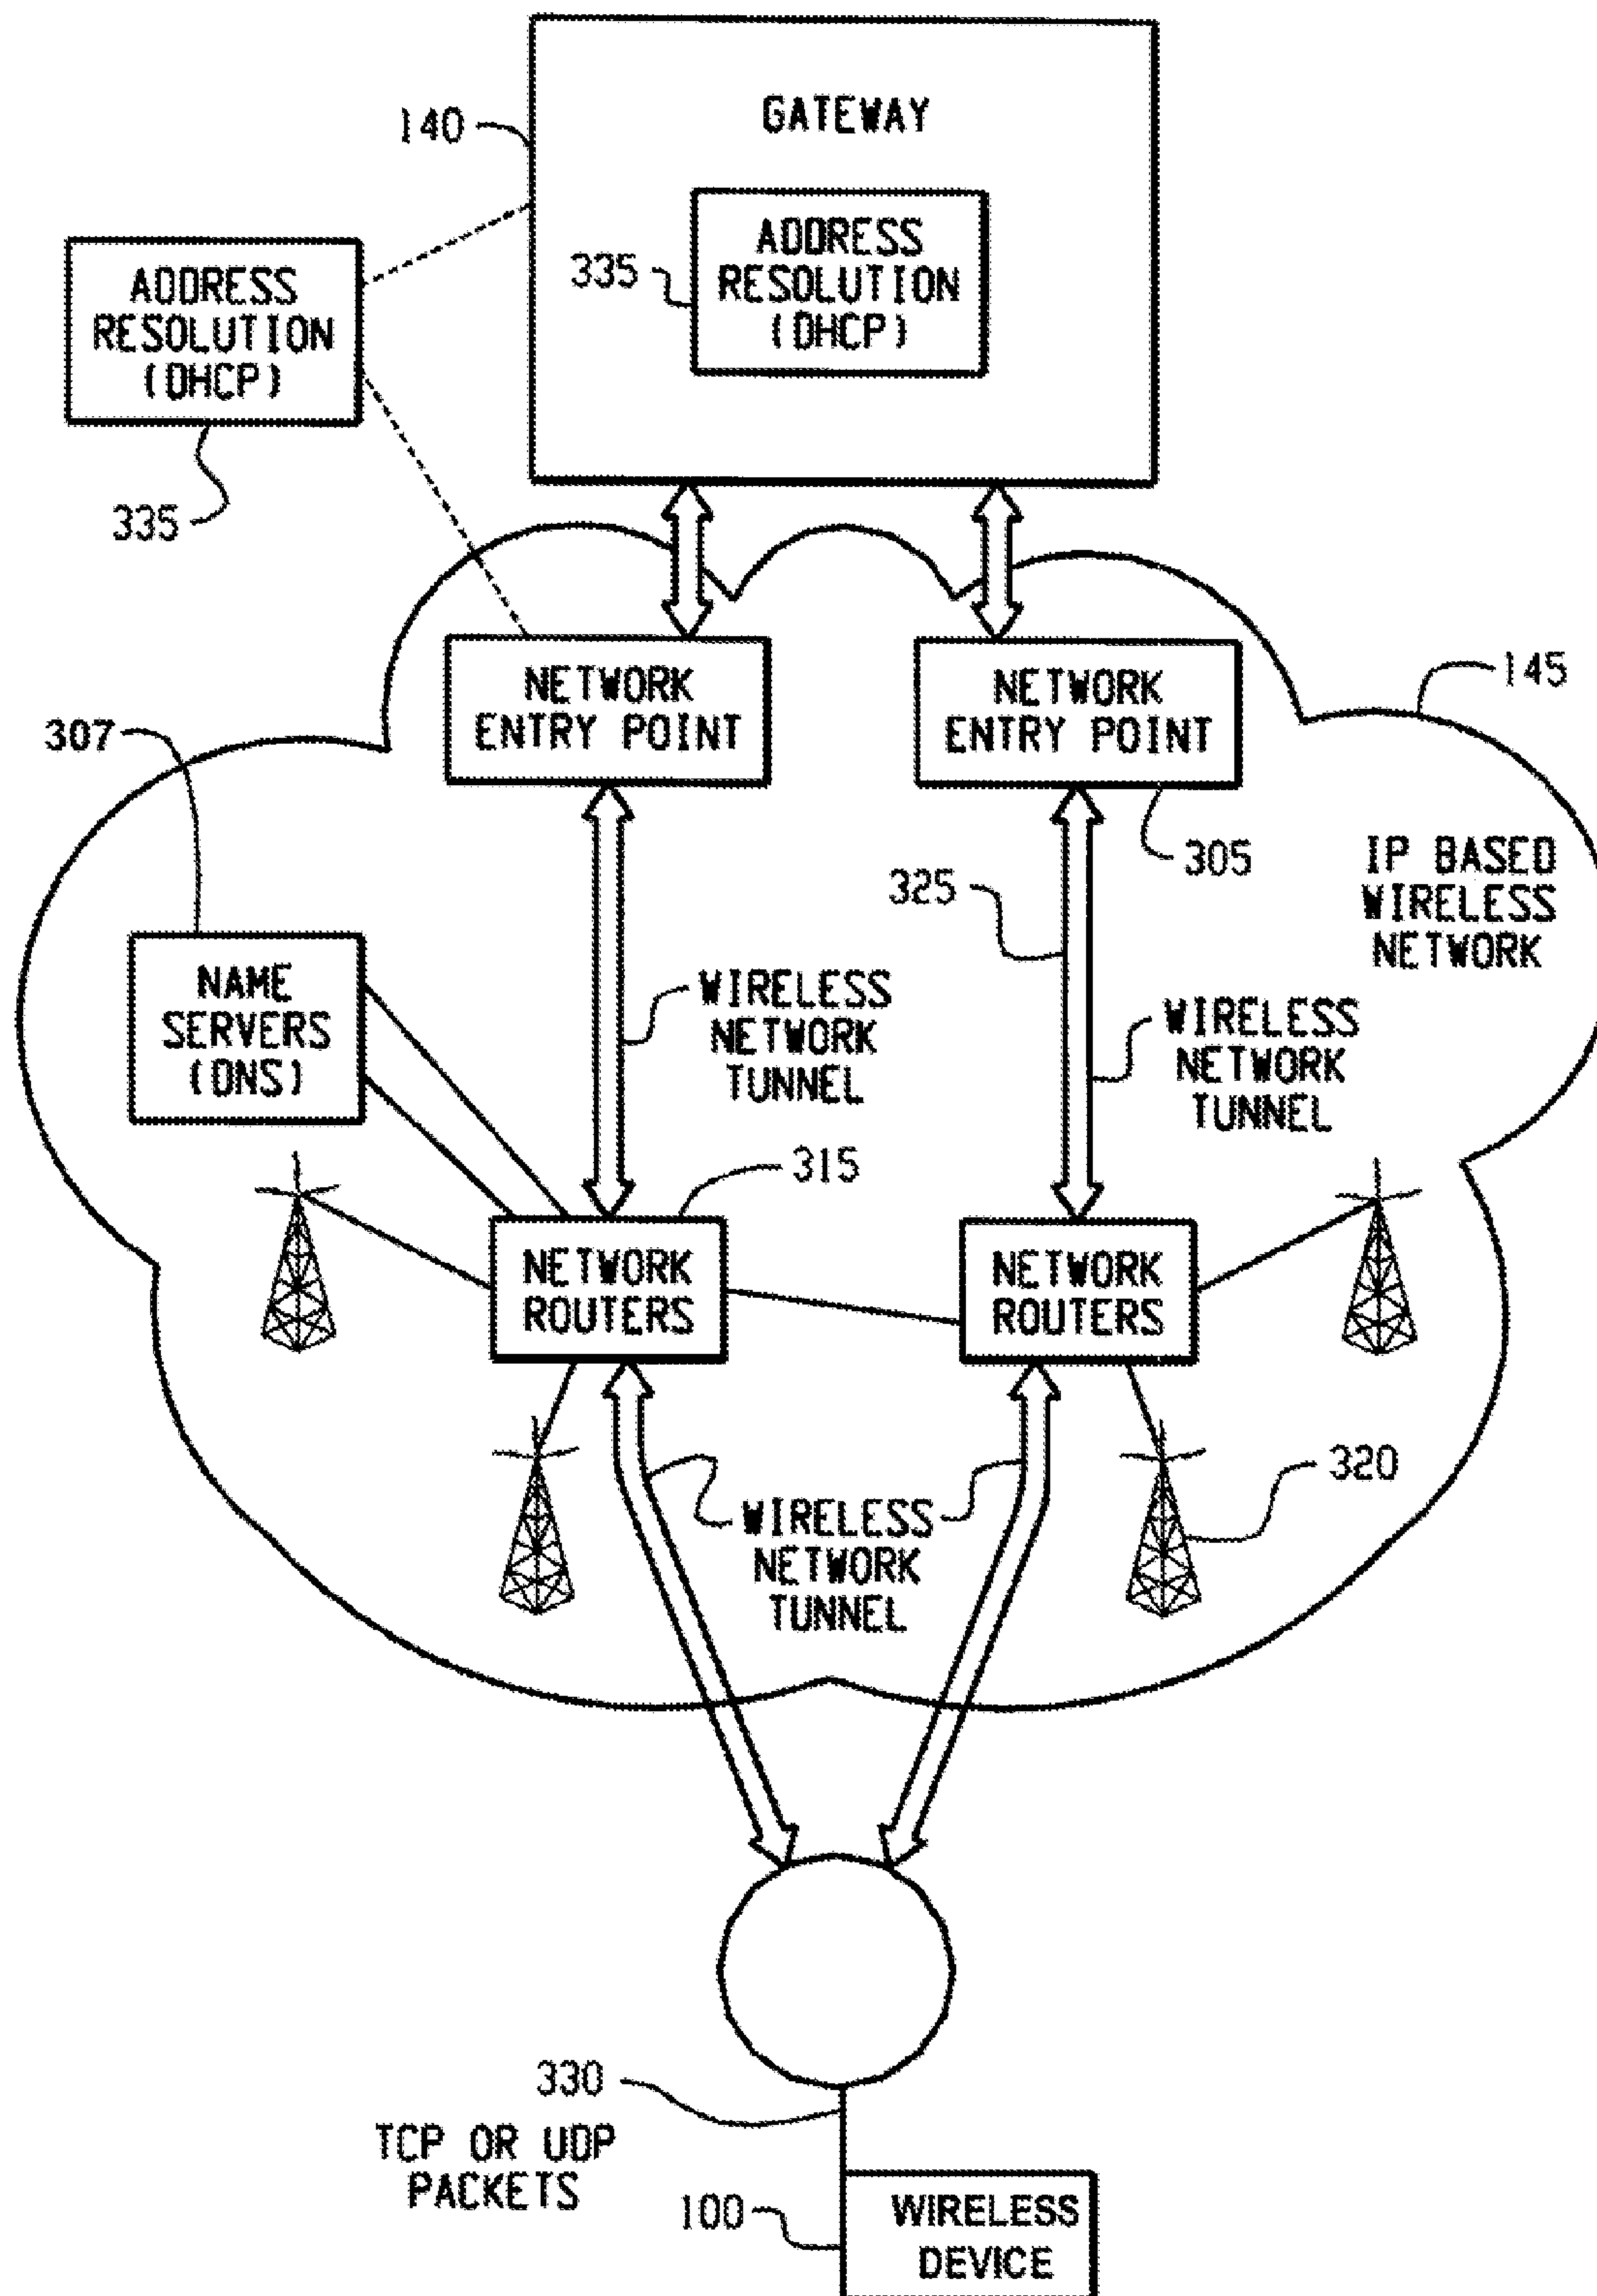 GATEWAY
140
ADDRESS
RESOLUTION
(DHCP)
335
ADDRESS
RESOLUTION
(DHCP)
335
NETWORK
ENTRY POINT
NETWORK
ENTRY POINT
145
307
305
IP BASED
WIRELESS
NETWORK
325
NAME
SERVERS
(DNS)
WIRELESS
NETWORK
TUNNEL
WIRELESS
NETWORK
TUNNEL
315
NETWORK
ROUTERS
NETWORK
ROUTERS
320
WIRELESS
NETWORK
TUNNEL
330
TCP OR UDP
PACKETS
100
WIRELESS
DEVICE